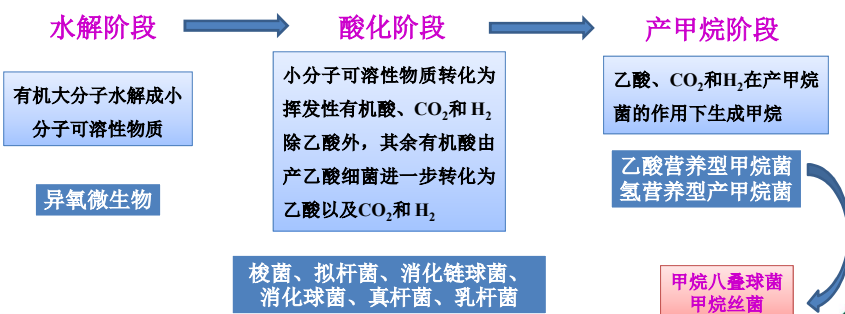 水解阶段
酸化阶段
产甲烷阶段
有机大分子水解成小
分子可溶性物质
异氧微生物
小分子可溶性物质转化为
挥发性有机酸、CO₂和 H₂
除乙酸外，其余有机酸由
产乙酸细菌进一步转化为
乙酸以及CO₂和 H₂
梭菌、拟杆菌、消化链球菌、
消化球菌、真杆菌、乳杆菌
乙酸、CO₂和H₂在产甲烷
菌的作用下生成甲烷
乙酸营养型甲烷菌
氢营养型产甲烷菌
甲烷八叠球菌
甲烷丝菌